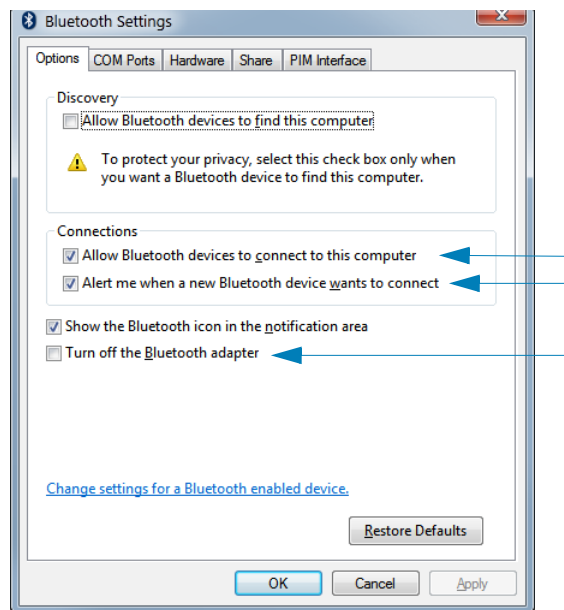 Bluetooth Settings
Options COM Ports Hardware Share PIM Interface
Discovery
Allow Bluetooth devices to find this computer
To protect your privacy, select this check box only when
you want a Bluetooth device to find this computer.
Connections
Allow Bluetooth devices to connect to this computer
Alert me when a new Bluetooth device wants to connect
Show the Bluetooth icon in the notification area
Turn off the Bluetooth adapter
Change settings for a Bluetooth enabled device.
Restore Defaults
OK Cancel Apply